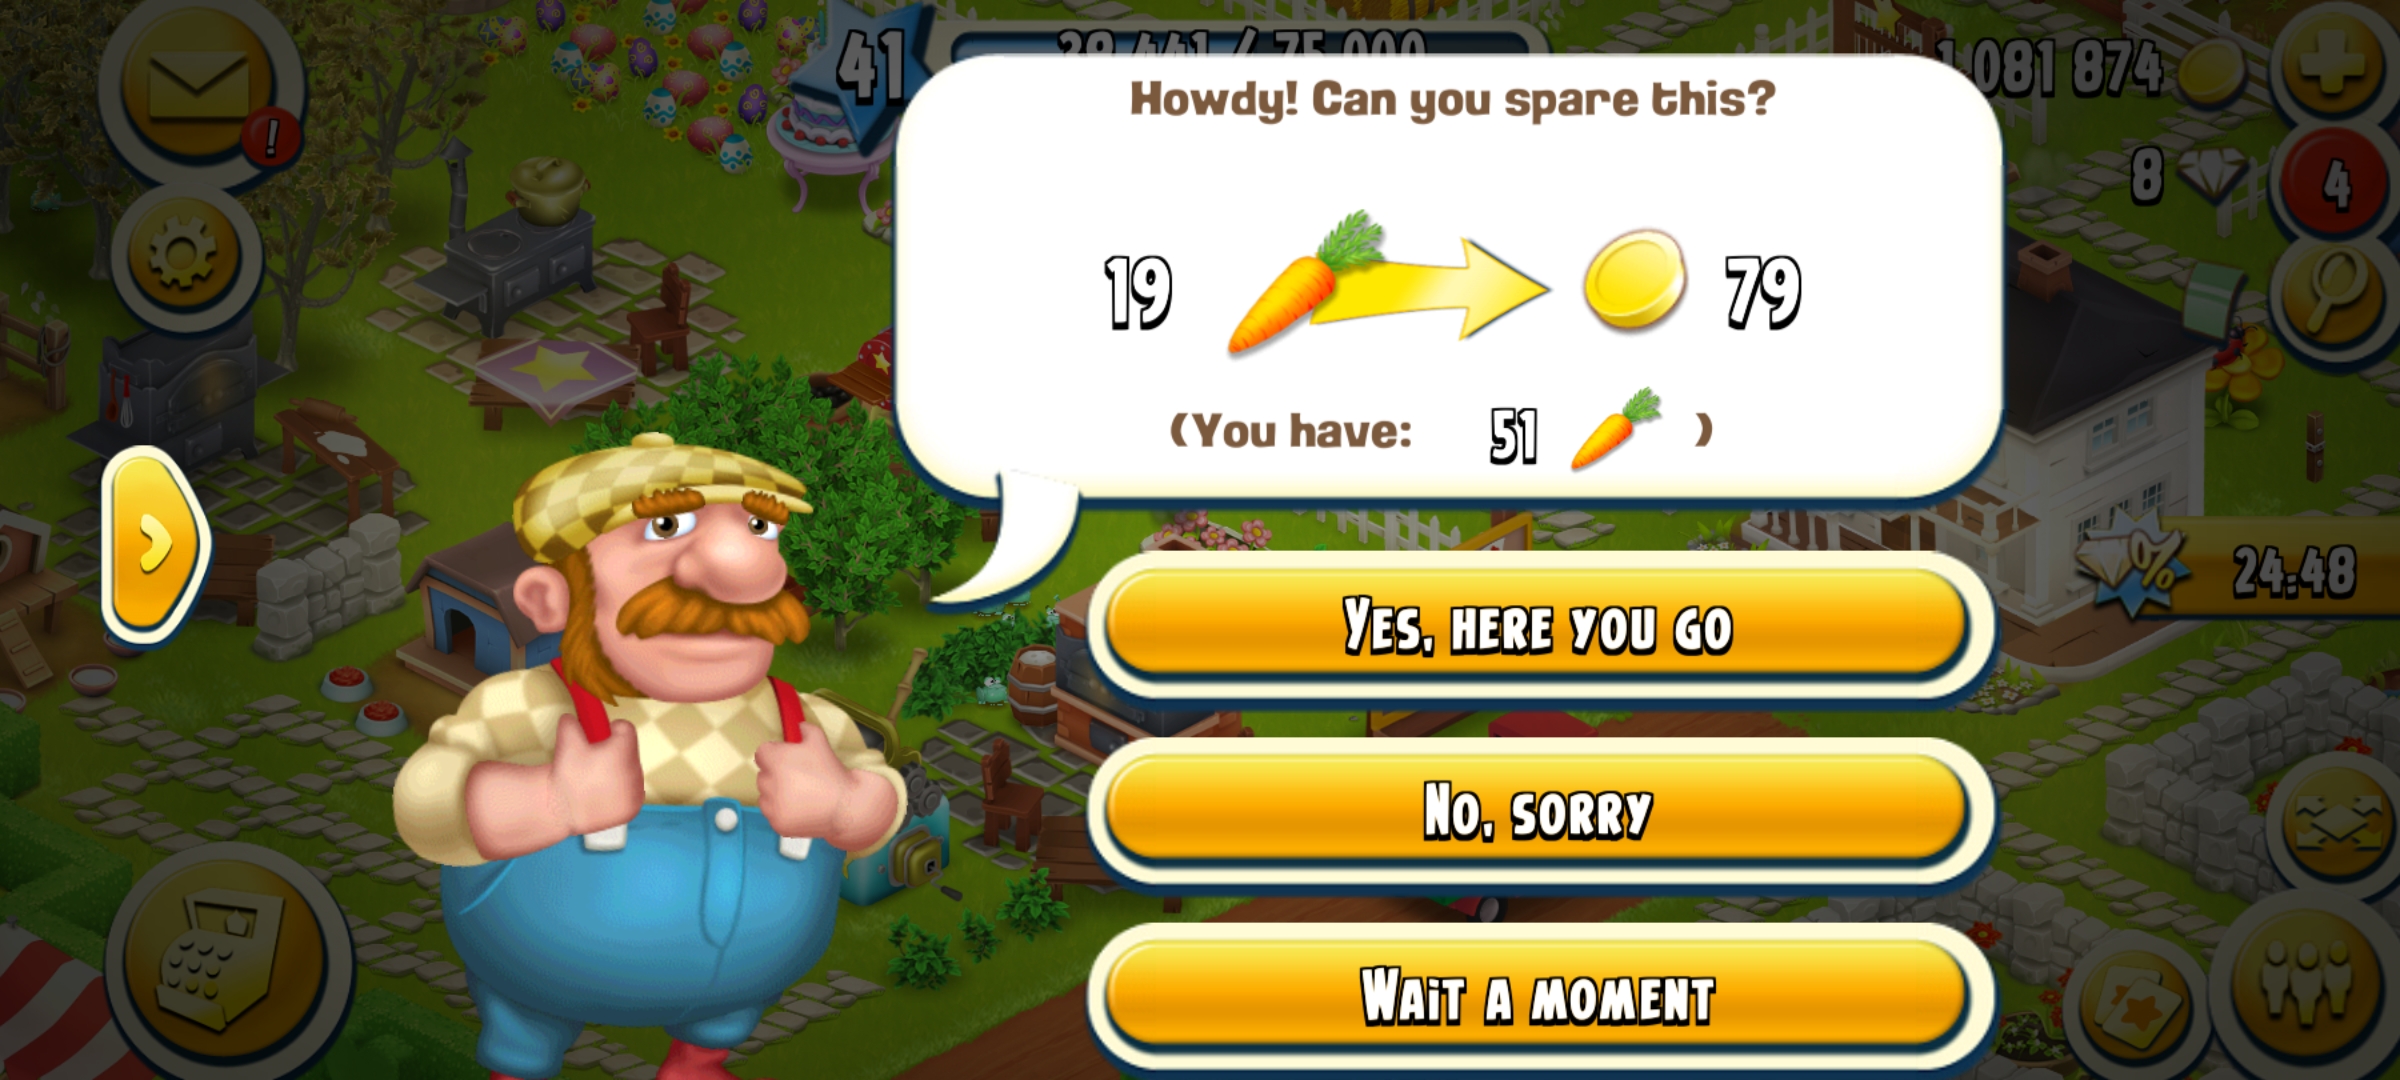 41
1 081 874
Howdy! Can you spare this?
8
4
!
19
79
(You have: 51 )
0%
24:48
Yes, here you go
No, sorry
Wait a moment